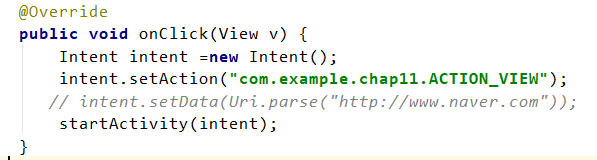 @Override
public void onClick(View v) {
    Intent intent =new Intent();
    intent.setAction("com.example.chap11.ACTION_VIEW");
   // intent.setData(Uri.parse("http://www.naver.com"));
    startActivity(intent);
}